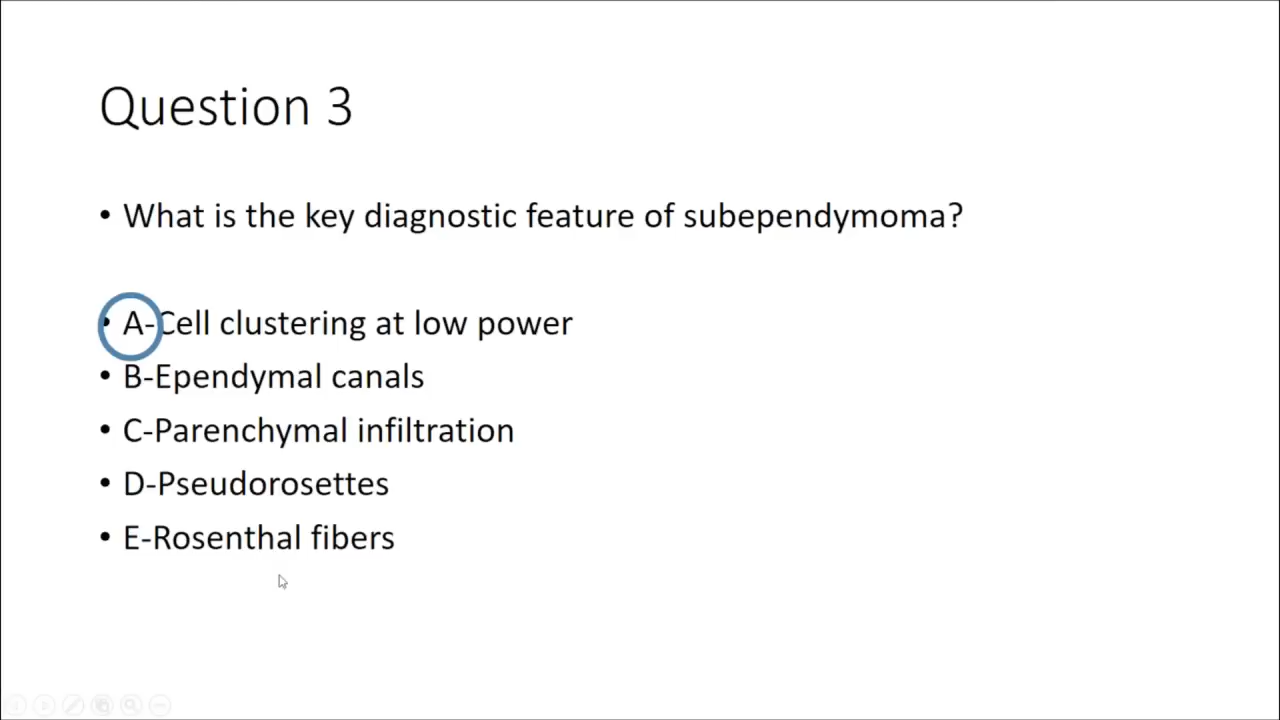 Question 3
• What is the key diagnostic feature of subependymoma?
• A-Cell clustering at low power
• B-Ependymal canals
• C-Parenchymal infiltration
• D-Pseudorosettes
• E-Rosenthal fibers